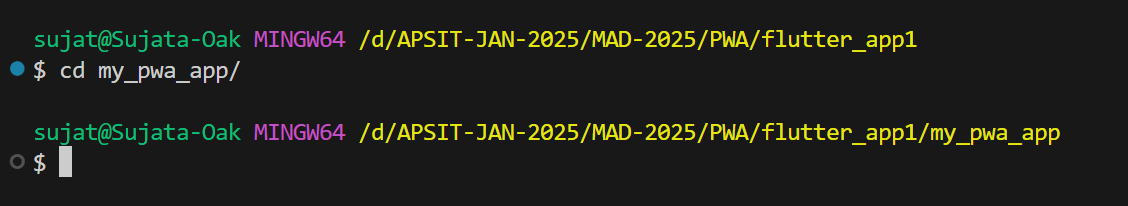 sujat@Sujata-Oak MINGW64 /d/APSIT-JAN-2025/MAD-2025/PWA/flutter_app1
$ cd my_pwa_app/
sujat@Sujata-Oak MINGW64 /d/APSIT-JAN-2025/MAD-2025/PWA/flutter_app1/my_pwa_app
$